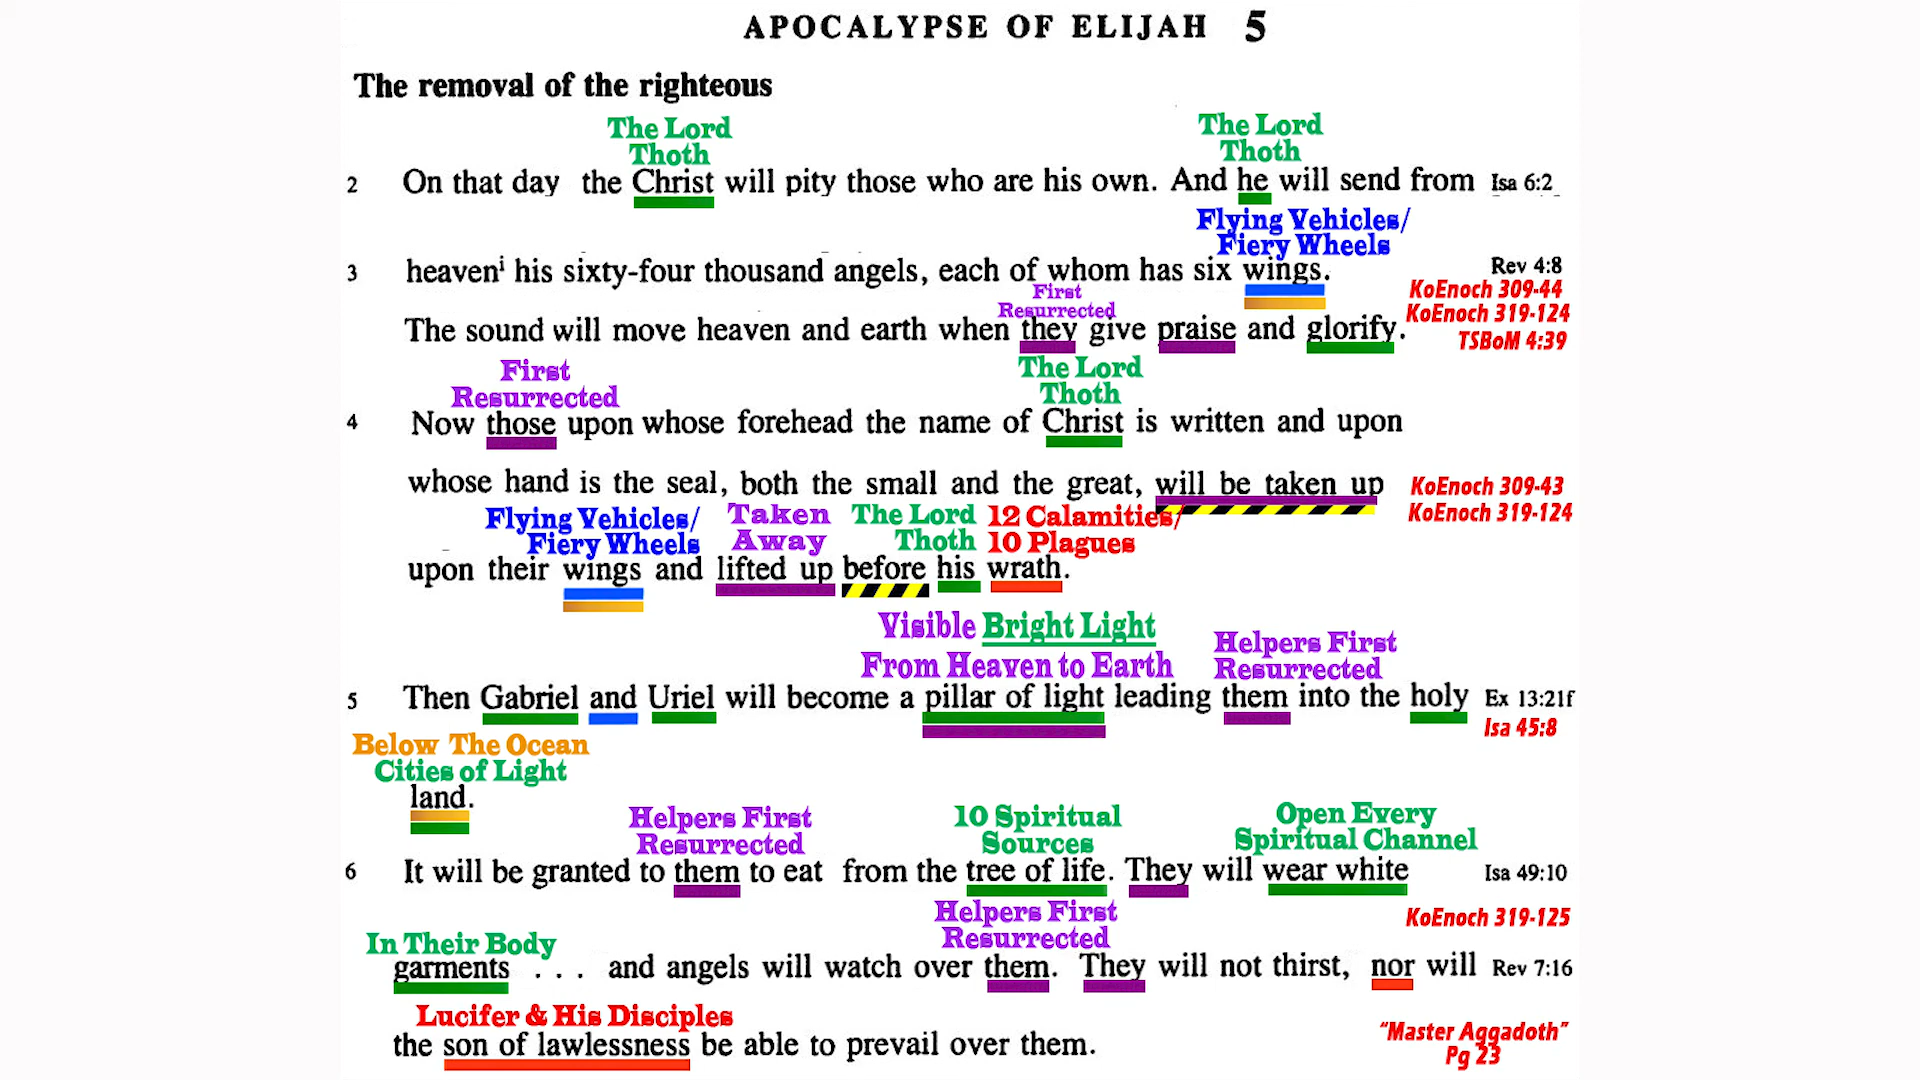 APOCALYPSE OF ELIJAH 5
The removal of the righteous
The Lord The Lord
Thoth Thoth
2 On that day the Christ will pity those who are his own. And he will send from Isa 6:2
Flying Vehicles/
Fiery Wheels
3 heavenⁱ his sixty-four thousand angels, each of whom has six wings. Rev 4:8
KoEnoch 309-44
First
Resurrected KoEnoch 319-124
The sound will move heaven and earth when they give praise and glorify. TSBoM 4:39
First The Lord
Resurrected Thoth
4 Now those upon whose forehead the name of Christ is written and upon
whose hand is the seal, both the small and the great, will be taken up KoEnoch 309-43
KoEnoch 319-124
Flying Vehicles/ Taken The Lord 12 Calamities/
Fiery Wheels Away Thoth 10 Plagues
upon their wings and lifted up before his wrath.
Visible Bright Light Helpers First
From Heaven to Earth Resurrected
5 Then Gabriel and Uriel will become a pillar of light leading them into the holy Ex 13:21f
Isa 45:8
Below The Ocean
Cities of Light
land.
Helpers First 10 Spiritual Open Every
Resurrected Sources Spiritual Channel
6 It will be granted to them to eat from the tree of life. They will wear white Isa 49:10
Helpers First KoEnoch 319-125
In Their Body Resurrected
garments . . . and angels will watch over them. They will not thirst, nor will Rev 7:16
Lucifer & His Disciples
the son of lawlessness be able to prevail over them.
"Master Aggadoth"
Pg 23